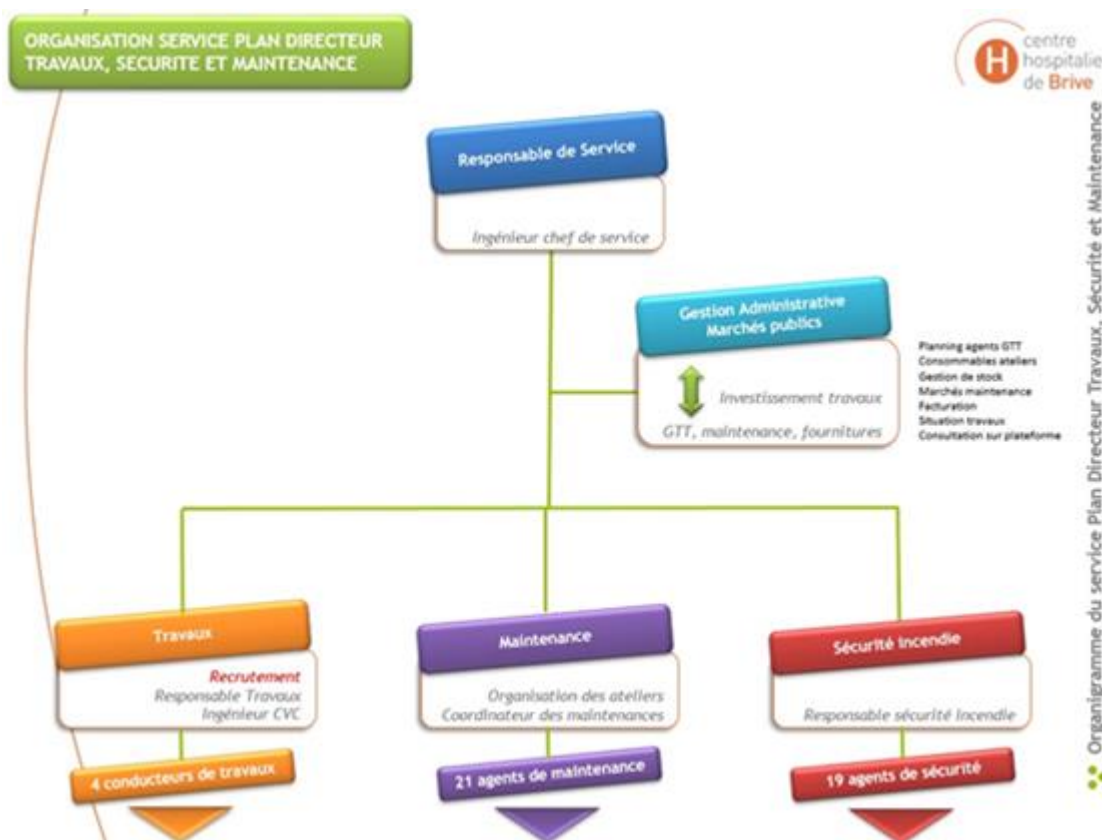 ORGANISATION SERVICE PLAN DIRECTEUR
TRAVAUX, SECURITE ET MAINTENANCE
H
centre
hospitalie
de Brive
Responsable de Service
Ingénieur chef de service
Gestion Administrative
Marchés publics
Investissement travaux
GTT, maintenance, fournitures
Planning agents GTT
Consommables ateliers
Gestion de stock
Marchés maintenance
Facturation
Situation travaux
Consultation sur plateforme
Travaux
Recrutement
Responsable Travaux
Ingénieur CVC
4 conducteurs de travaux
Maintenance
Organisation des ateliers
Coordinateur des maintenances
21 agents de maintenance
Sécurité Incendie
Responsable sécurité Incendie
19 agents de sécurité
Organigramme du service Plan Directeur Travaux, Sécurité et Maintenance